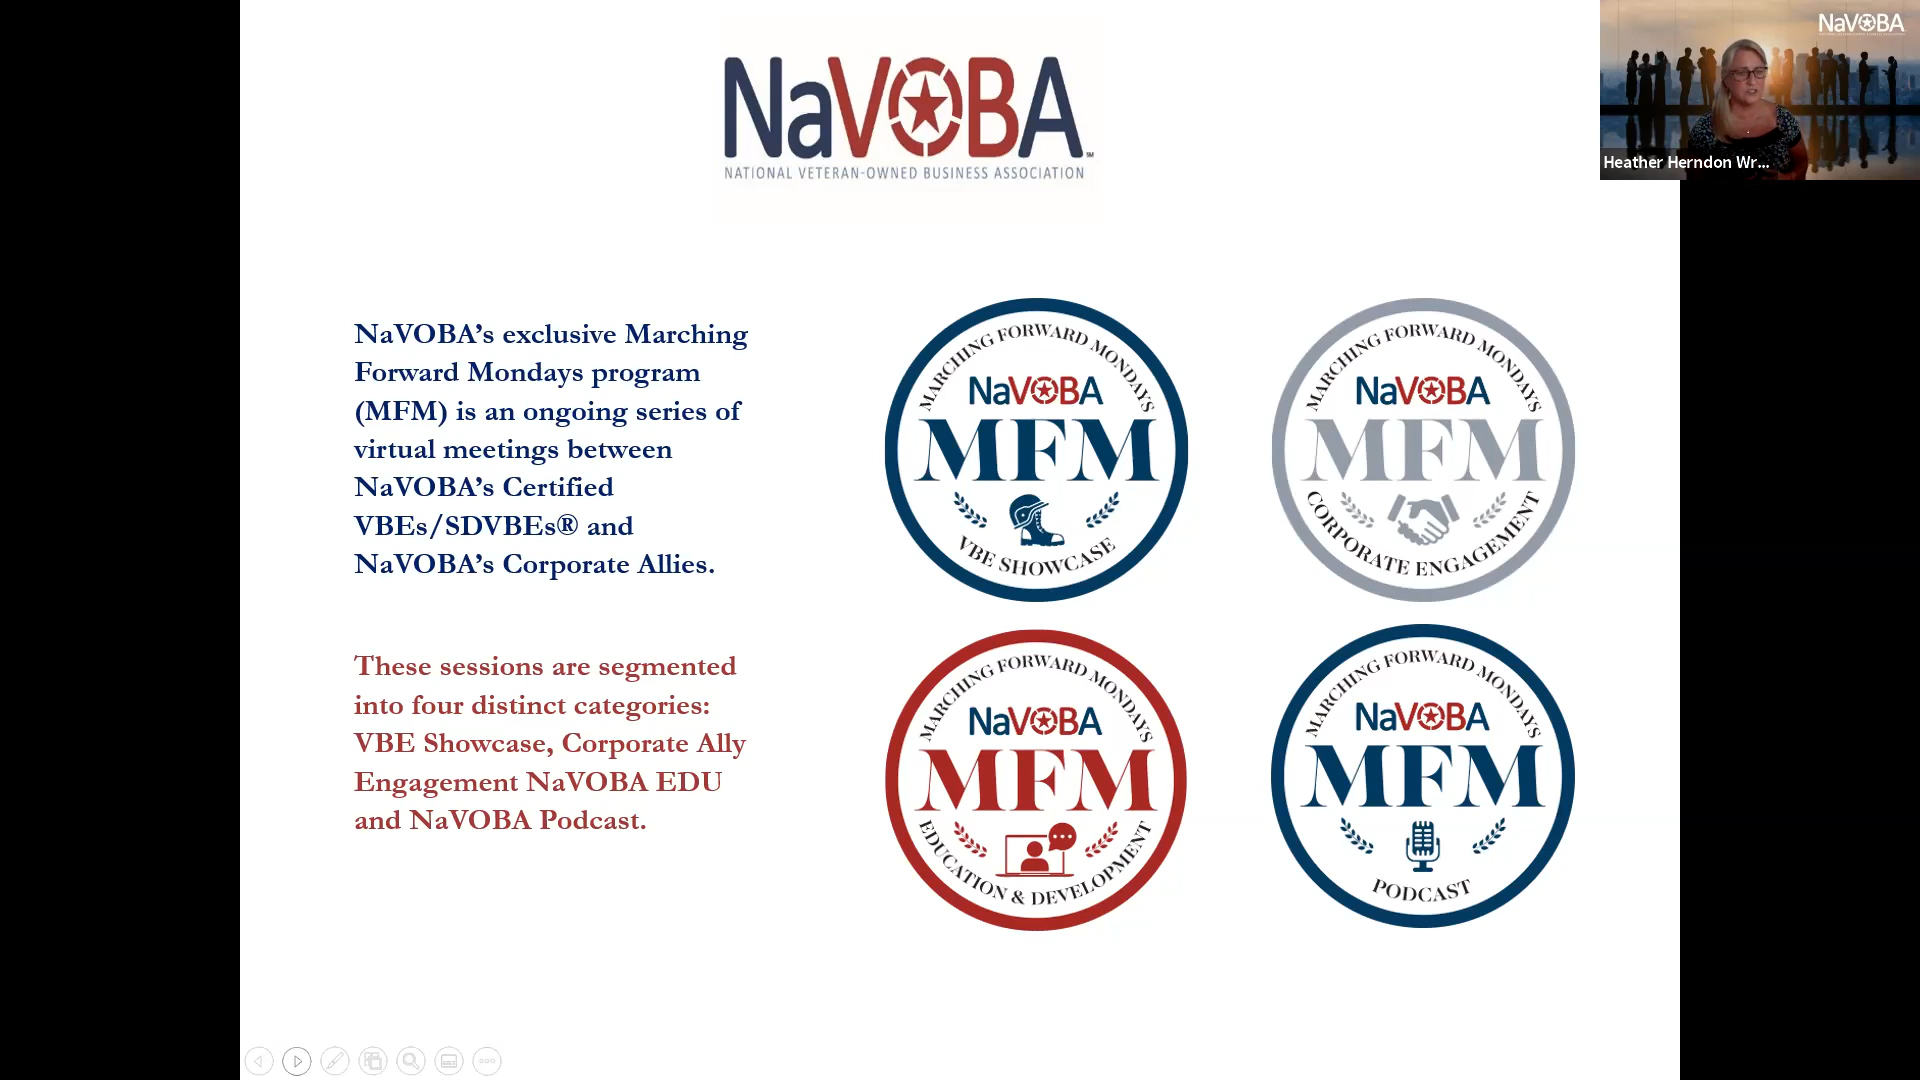 NaVOBA
NATIONAL VETERAN-OWNED BUSINESS ASSOCIATION
NaVOBA
Heather Herndon Wr...
NaVOBA’s exclusive Marching
Forward Mondays program
(MFM) is an ongoing series of
virtual meetings between
NaVOBA’s Certified
VBEs/SDVBEs® and
NaVOBA’s Corporate Allies.
These sessions are segmented
into four distinct categories:
VBE Showcase, Corporate Ally
Engagement NaVOBA EDU
and NaVOBA Podcast.
MARCHING FORWARD MONDAYS
NaVOBA
MFM
VBE SHOWCASE
MARCHING FORWARD MONDAYS
NaVOBA
MFM
CORPORATE ENGAGEMENT
MARCHING FORWARD MONDAYS
NaVOBA
MFM
EDUCATION & DEVELOPMENT
MARCHING FORWARD MONDAYS
NaVOBA
MFM
PODCAST